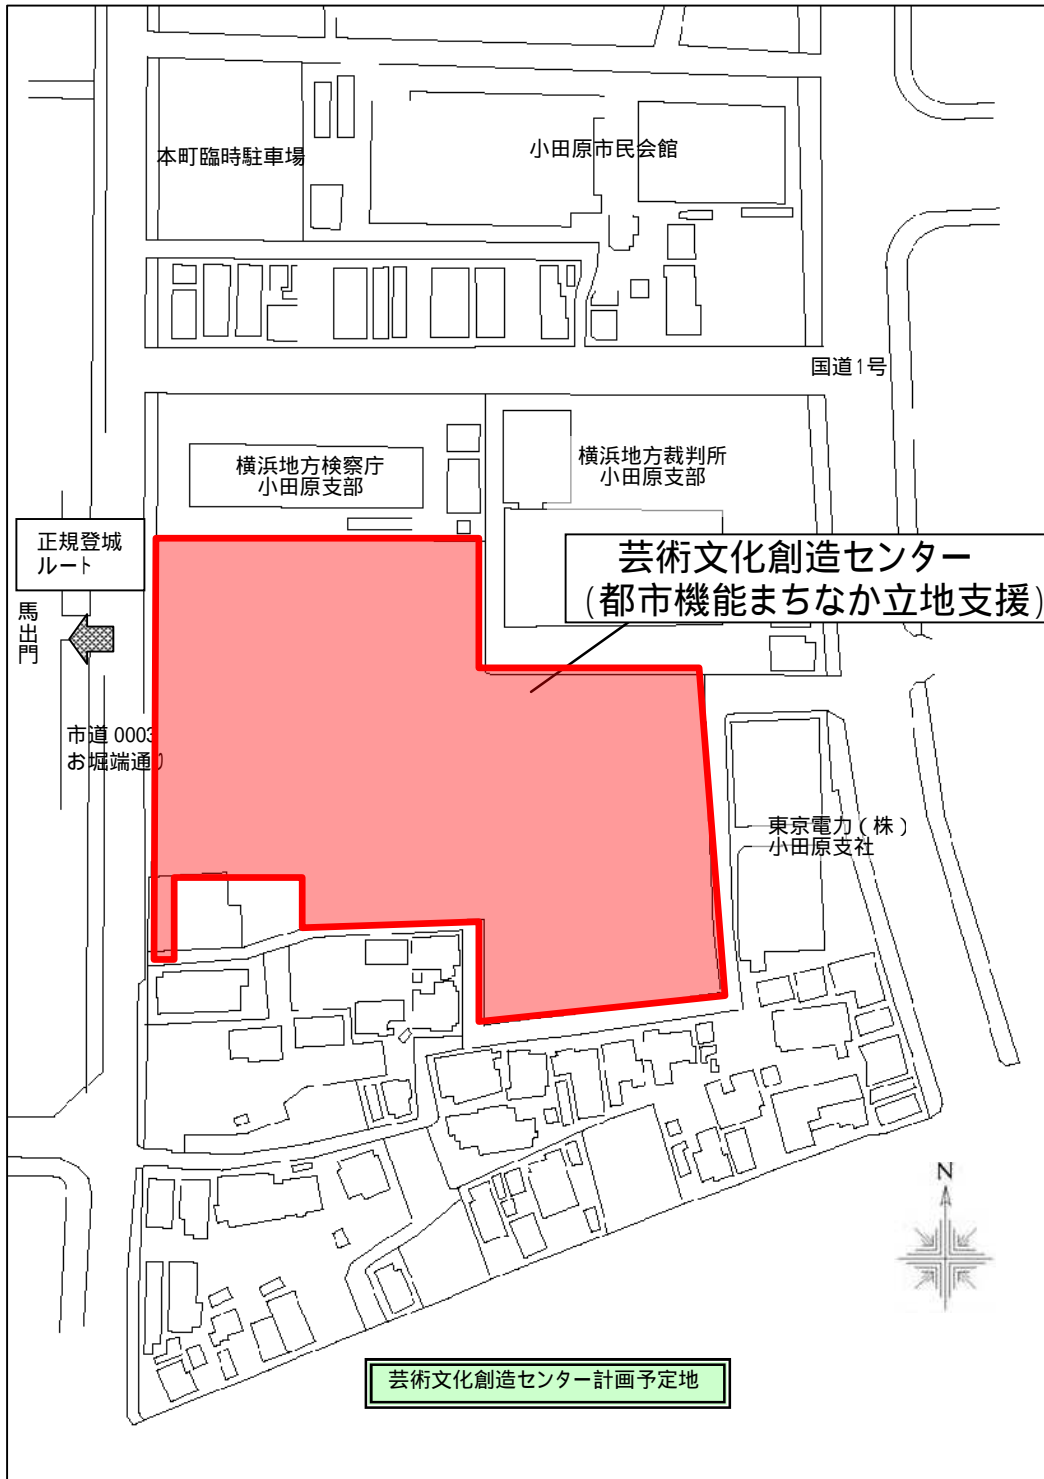 本町臨時駐車場
小田原市民会館
国道1号
横浜地方検察庁
小田原支部
横浜地方裁判所
小田原支部
正規登城
ルート
芸術文化創造センター
(都市機能まちなか立地支援)
馬出門
市道 0003
お堀端通り
東京電力(株)
小田原支社
N
芸術文化創造センター計画予定地